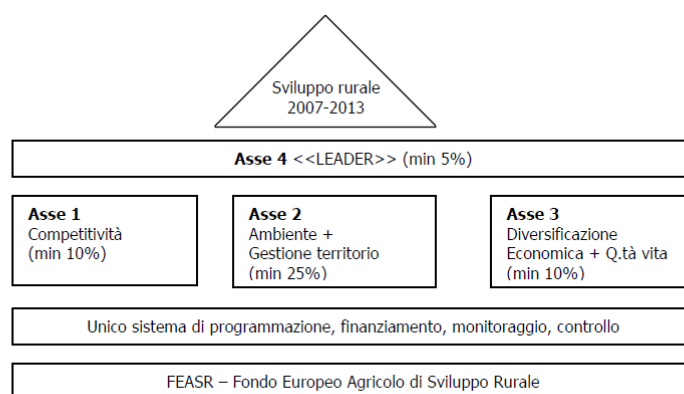 Sviluppo rurale
2007-2013
Asse 4 <<LEADER>> (min 5%)
Asse 1
Competitività
(min 10%)
Asse 2
Ambiente +
Gestione territorio
(min 25%)
Asse 3
Diversificazione
Economica + Q.tà vita
(min 10%)
Unico sistema di programmazione, finanziamento, monitoraggio, controllo
FEASR – Fondo Europeo Agricolo di Sviluppo Rurale